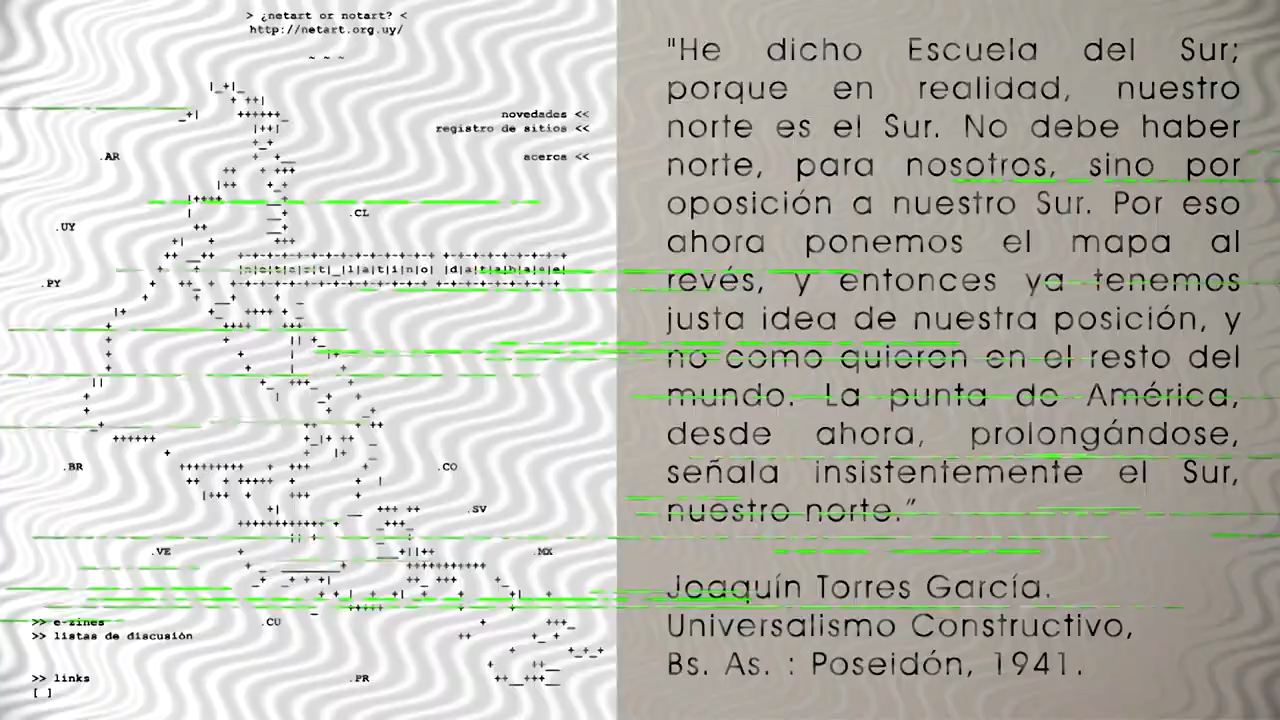 > ¿netart or notart? <
http://netart.org.uy/
~ ~ ~
novedades <<
registro de sitios <<
acerca <<
.AR
.CL
.UY
|n|e|t|a|r|t|_|l|a|t|i|n|o| |d|a|t|a|b|a|s|e|
.PY
.BR
.CO
.SV
.VE
.MX
>> e-zines
.CU
>> listas de discusión
>> links
.PR
[ ]
"He dicho Escuela del Sur;
porque en realidad, nuestro
norte es el Sur. No debe haber
norte, para nosotros, sino por
oposición a nuestro Sur. Por eso
ahora ponemos el mapa al
revés, y entonces ya tenemos
justa idea de nuestra posición, y
no como quieren en el resto del
mundo. La punta de América,
desde ahora, prolongándose,
señala insistentemente el Sur,
nuestro norte.”
Joaquín Torres García.
Universalismo Constructivo,
Bs. As. : Poseidón, 1941.